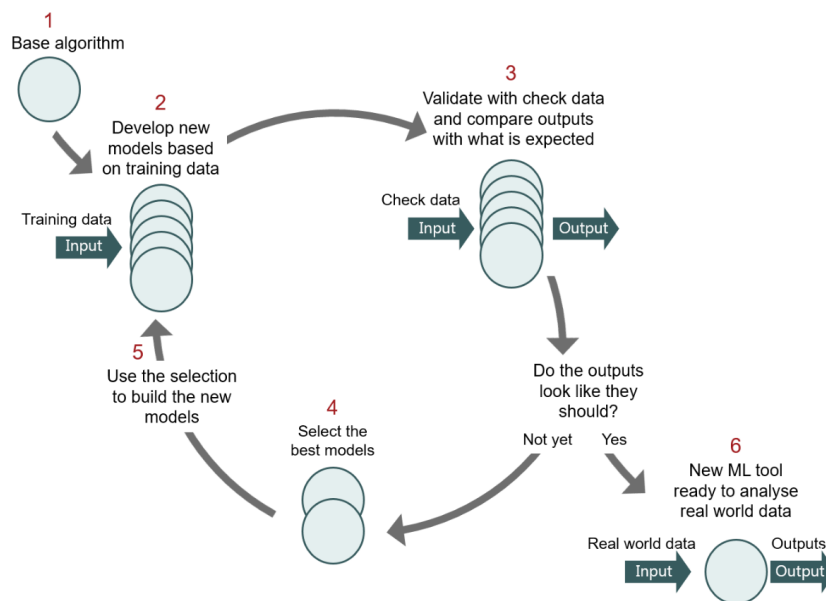 1
Base algorithm
2
Develop new
models based
on training data
Training data
Input
3
Validate with check data
and compare outputs
with what is expected
Check data
Input
Output
Do the outputs
look like they
should?
Not yet
Yes
4
Select the
best models
5
Use the selection
to build the new
models
6
New ML tool
ready to analyse
real world data
Real world data
Input
Outputs
Output